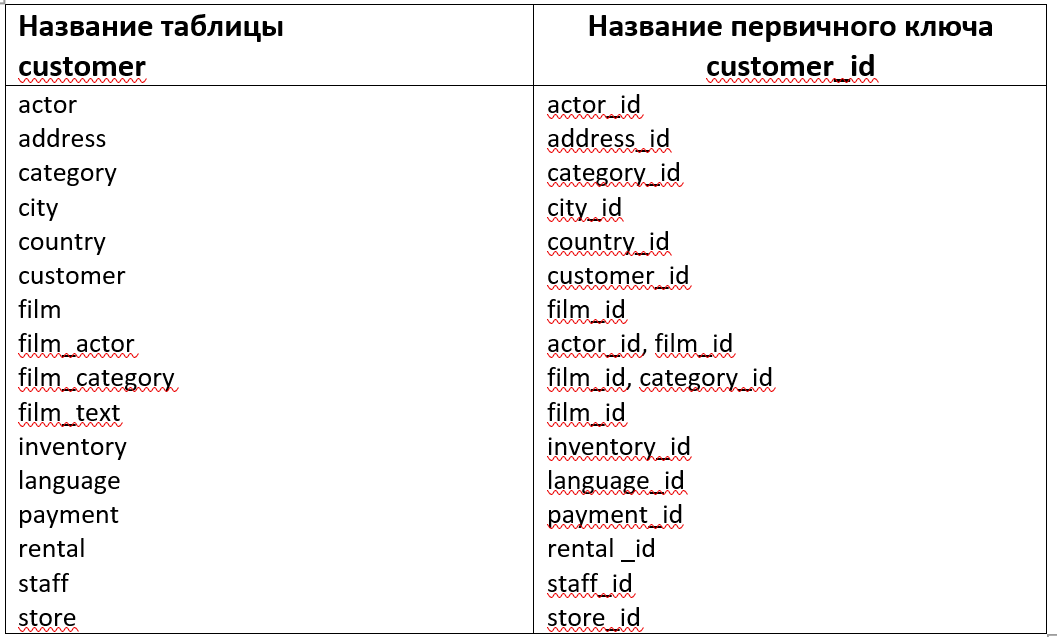 Название таблицы Название первичного ключа
customer customer_id
actor actor_id
address address_id
category category_id
city city_id
country country_id
customer customer_id
film film_id
film_actor actor_id, film_id
film_category film_id, category_id
film_text film_id
inventory inventory_id
language language_id
payment payment_id
rental rental _id
staff staff_id
store store_id